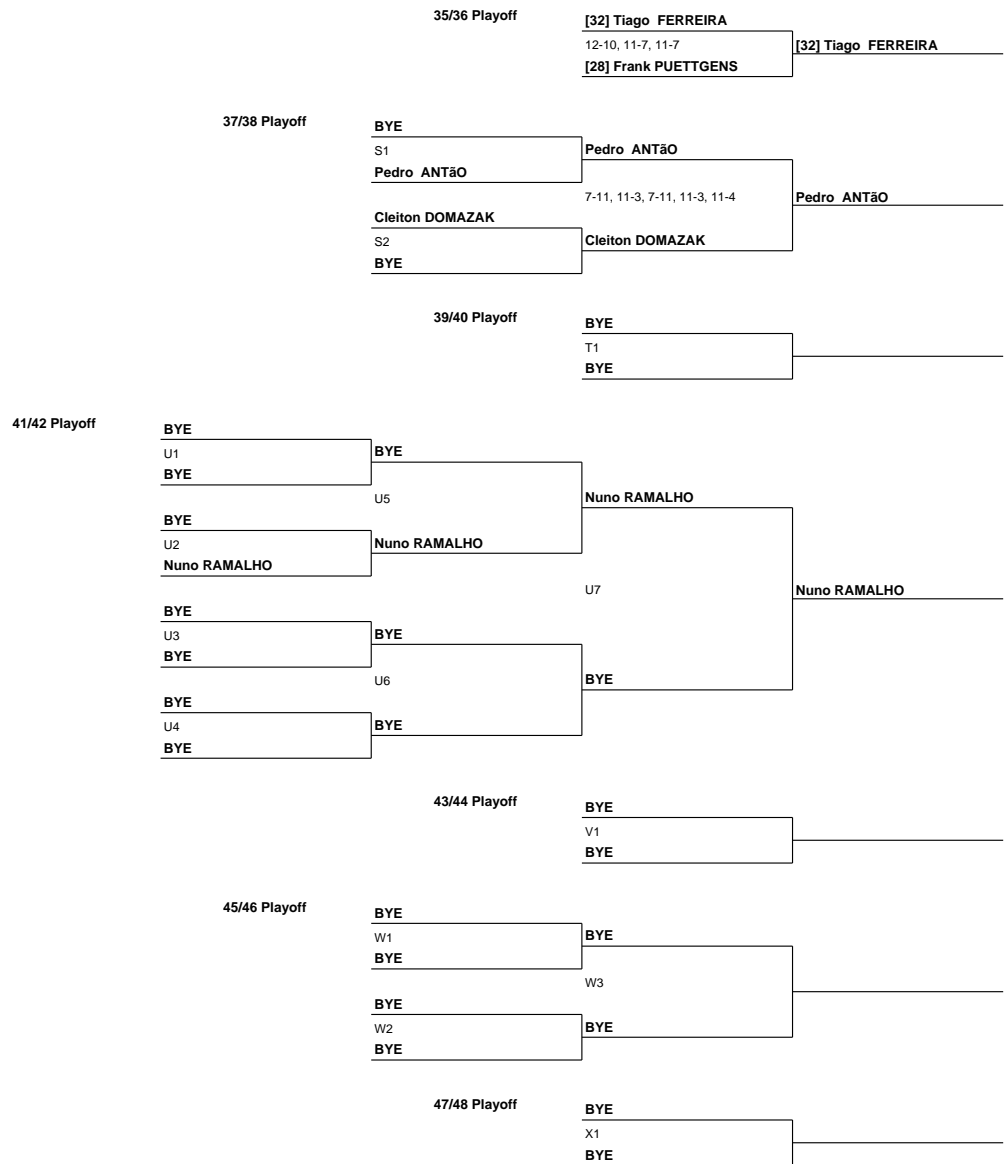 35/36 Playoff
[32] Tiago FERREIRA
12-10, 11-7, 11-7
[32] Tiago FERREIRA
[28] Frank PUETTGENS
37/38 Playoff
BYE
S1
Pedro ANTãO
Pedro ANTãO
7-11, 11-3, 7-11, 11-3, 11-4
Pedro ANTãO
Cleiton DOMAZAK
S2
Cleiton DOMAZAK
BYE
39/40 Playoff
BYE
T1
BYE
41/42 Playoff
BYE
U1
BYE
BYE
U5
Nuno RAMALHO
BYE
U2
Nuno RAMALHO
Nuno RAMALHO
U7
Nuno RAMALHO
BYE
U3
BYE
BYE
U6
BYE
BYE
U4
BYE
BYE
43/44 Playoff
BYE
V1
BYE
45/46 Playoff
BYE
W1
BYE
BYE
W3
BYE
W2
BYE
BYE
47/48 Playoff
BYE
X1
BYE